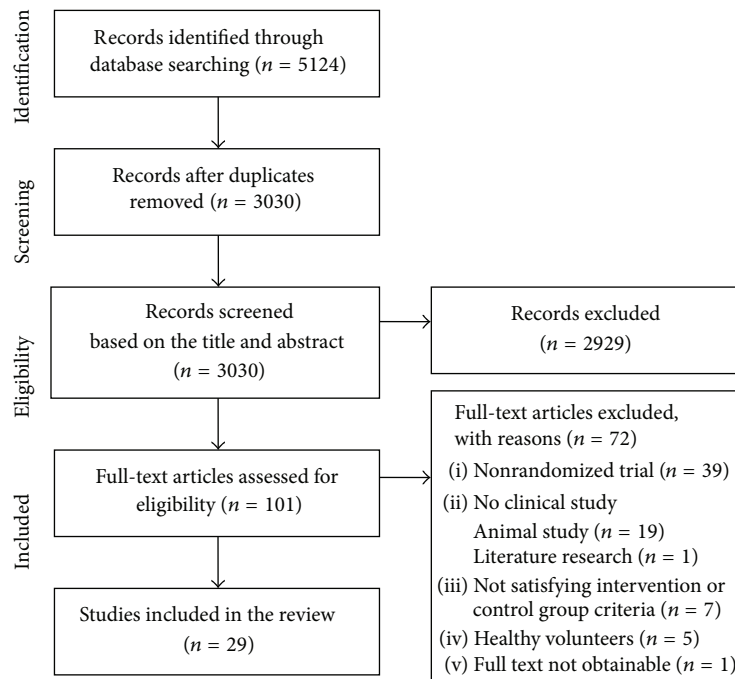 Identification
Records identified through
database searching (n = 5124)
Screening
Records after duplicates
removed (n = 3030)
Eligibility
Records screened
based on the title and abstract
(n = 3030)
Records excluded
(n = 2929)
Included
Full-text articles assessed for
eligibility (n = 101)
Full-text articles excluded,
with reasons (n = 72)
(i) Nonrandomized trial (n = 39)
(ii) No clinical study
Animal study (n = 19)
Literature research (n = 1)
(iii) Not satisfying intervention or
control group criteria (n = 7)
(iv) Healthy volunteers (n = 5)
(v) Full text not obtainable (n = 1)
Studies included in the review
(n = 29)